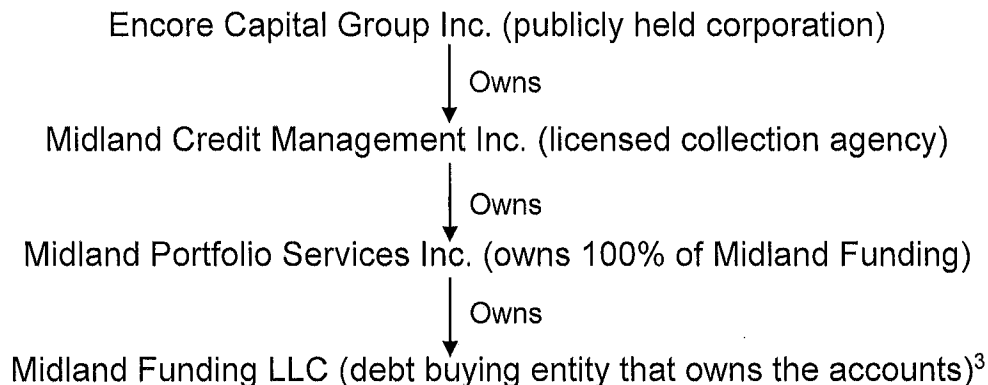 Encore Capital Group Inc. (publicly held corporation)
Owns
Midland Credit Management Inc. (licensed collection agency)
Owns
Midland Portfolio Services Inc. (owns 100% of Midland Funding)
Owns
Midland Funding LLC (debt buying entity that owns the accounts)³